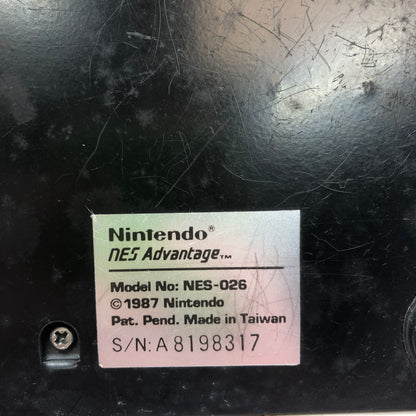 Nintendo®
NES Advantage™
Model No: NES-026
©1987 Nintendo
Pat. Pend. Made in Taiwan
S/N: A 8198317